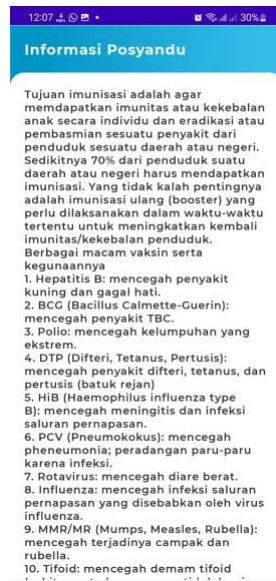 12:07
30%
Informasi Posyandu
Tujuan imunisasi adalah agar
memdapatkan imunitas atau kekebalan
anak secara individu dan eradikasi atau
pembasmian sesuatu penyakit dari
penduduk sesuatu daerah atau negeri.
Sedikitnya 70% dari penduduk suatu
daerah atau negeri harus mendapatkan
imunisasi. Yang tidak kalah pentingnya
adalah imunisasi ulang (booster) yang
perlu dilaksanakan dalam waktu-waktu
tertentu untuk meningkatkan kembali
imunitas/kekebalan penduduk.
Berbagai macam vaksin serta
kegunaannya
1. Hepatitis B: mencegah penyakit
kuning dan gagal hati.
2. BCG (Bacillus Calmette-Guerin):
mencegah penyakit TBC.
3. Polio: mencegah kelumpuhan yang
ekstrem.
4. DTP (Difteri, Tetanus, Pertusis):
mencegah penyakit difteri, tetanus, dan
pertusis (batuk rejan)
5. HiB (Haemophilus influenza type
B): mencegah meningitis dan infeksi
saluran pernapasan.
6. PCV (Pneumokokus): mencegah
pheneumonia; peradangan paru-paru
karena infeksi.
7. Rotavirus: mencegah diare berat.
8. Influenza: mencegah infeksi saluran
pernapasan yang disebabkan oleh virus
influenza.
9. MMR/MR (Mumps, Measles, Rubella):
mencegah terjadinya campak dan
rubella.
10. Tifoid: mencegah demam tifoid